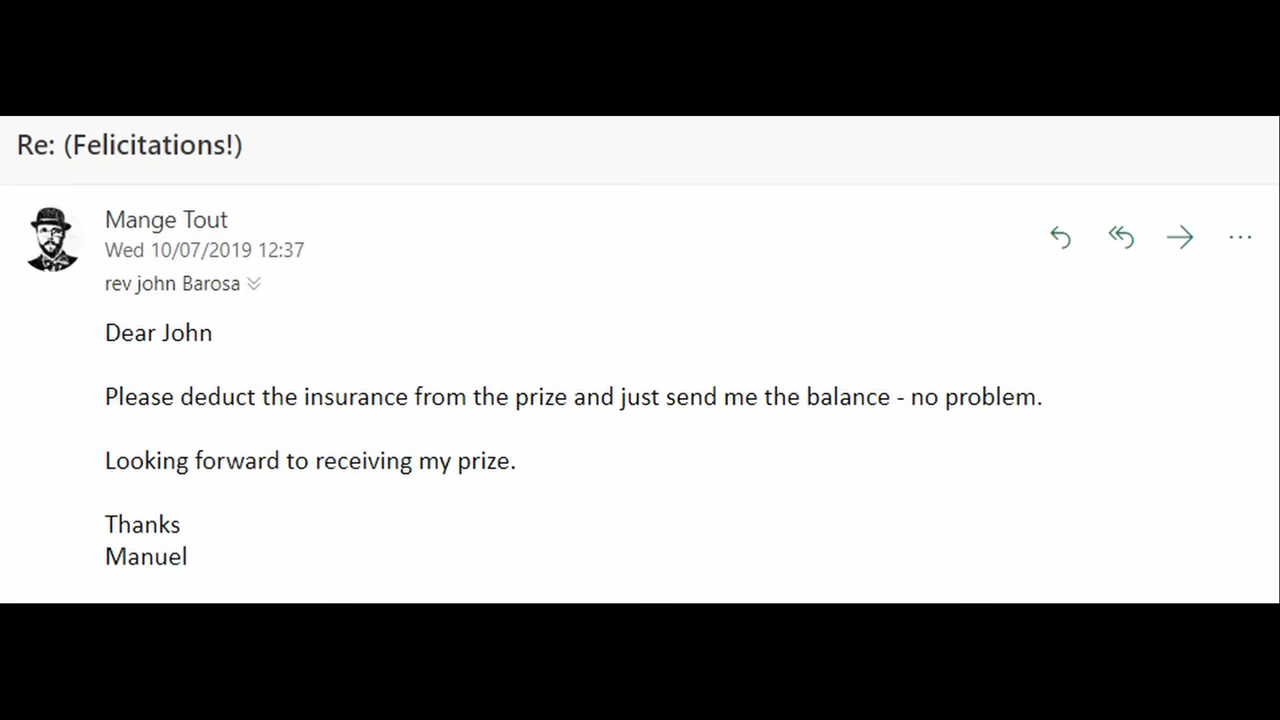 Re: (Felicitations!)
Mange Tout
Wed 10/07/2019 12:37
rev john Barosa
Dear John
Please deduct the insurance from the prize and just send me the balance - no problem.
Looking forward to receiving my prize.
Thanks
Manuel